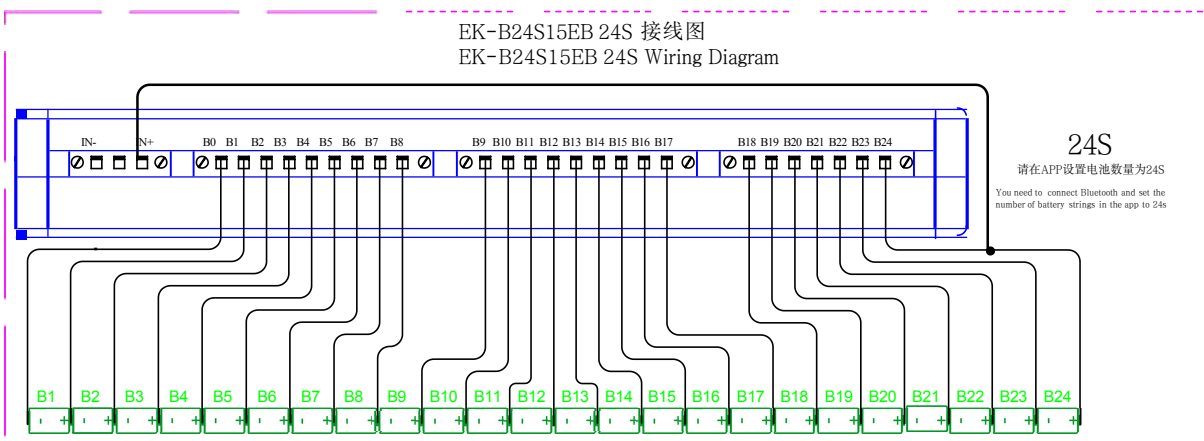 EK-B24S15EB 24S 接线图
EK-B24S15EB 24S Wiring Diagram
IN- IN+ B0 B1 B2 B3 B4 B5 B6 B7 B8 B9 B10 B11 B12 B13 B14 B15 B16 B17 B18 B19 B20 B21 B22 B23 B24
24S
请在APP设置电池数量为24S
You need to connect Bluetooth and set the
number of battery strings in the app to 24s
B1 B2 B3 B4 B5 B6 B7 B8 B9 B10 B11 B12 B13 B14 B15 B16 B17 B18 B19 B20 B21 B22 B23 B24
- + - + - + - + - + - + - + - + - + - + - + - + - + - + - + - + - + - + - + - + - + - + - + - +